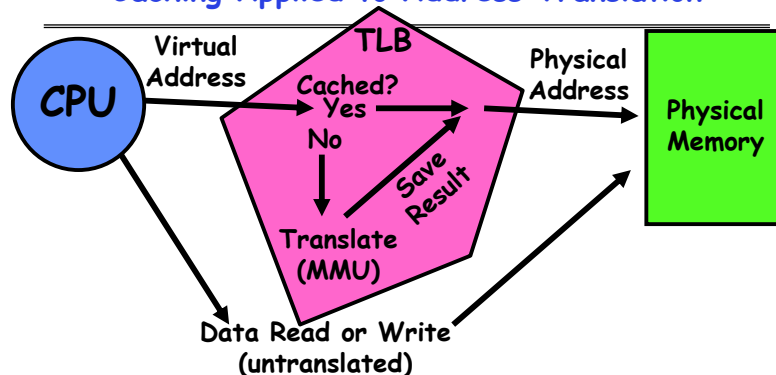 Caching Applied to Address Translation
TLB
Virtual
Address
CPU
Cached?
Yes
No
Save
Result
Translate
(MMU)
Physical
Address
Physical
Memory
Data Read or Write
(untranslated)